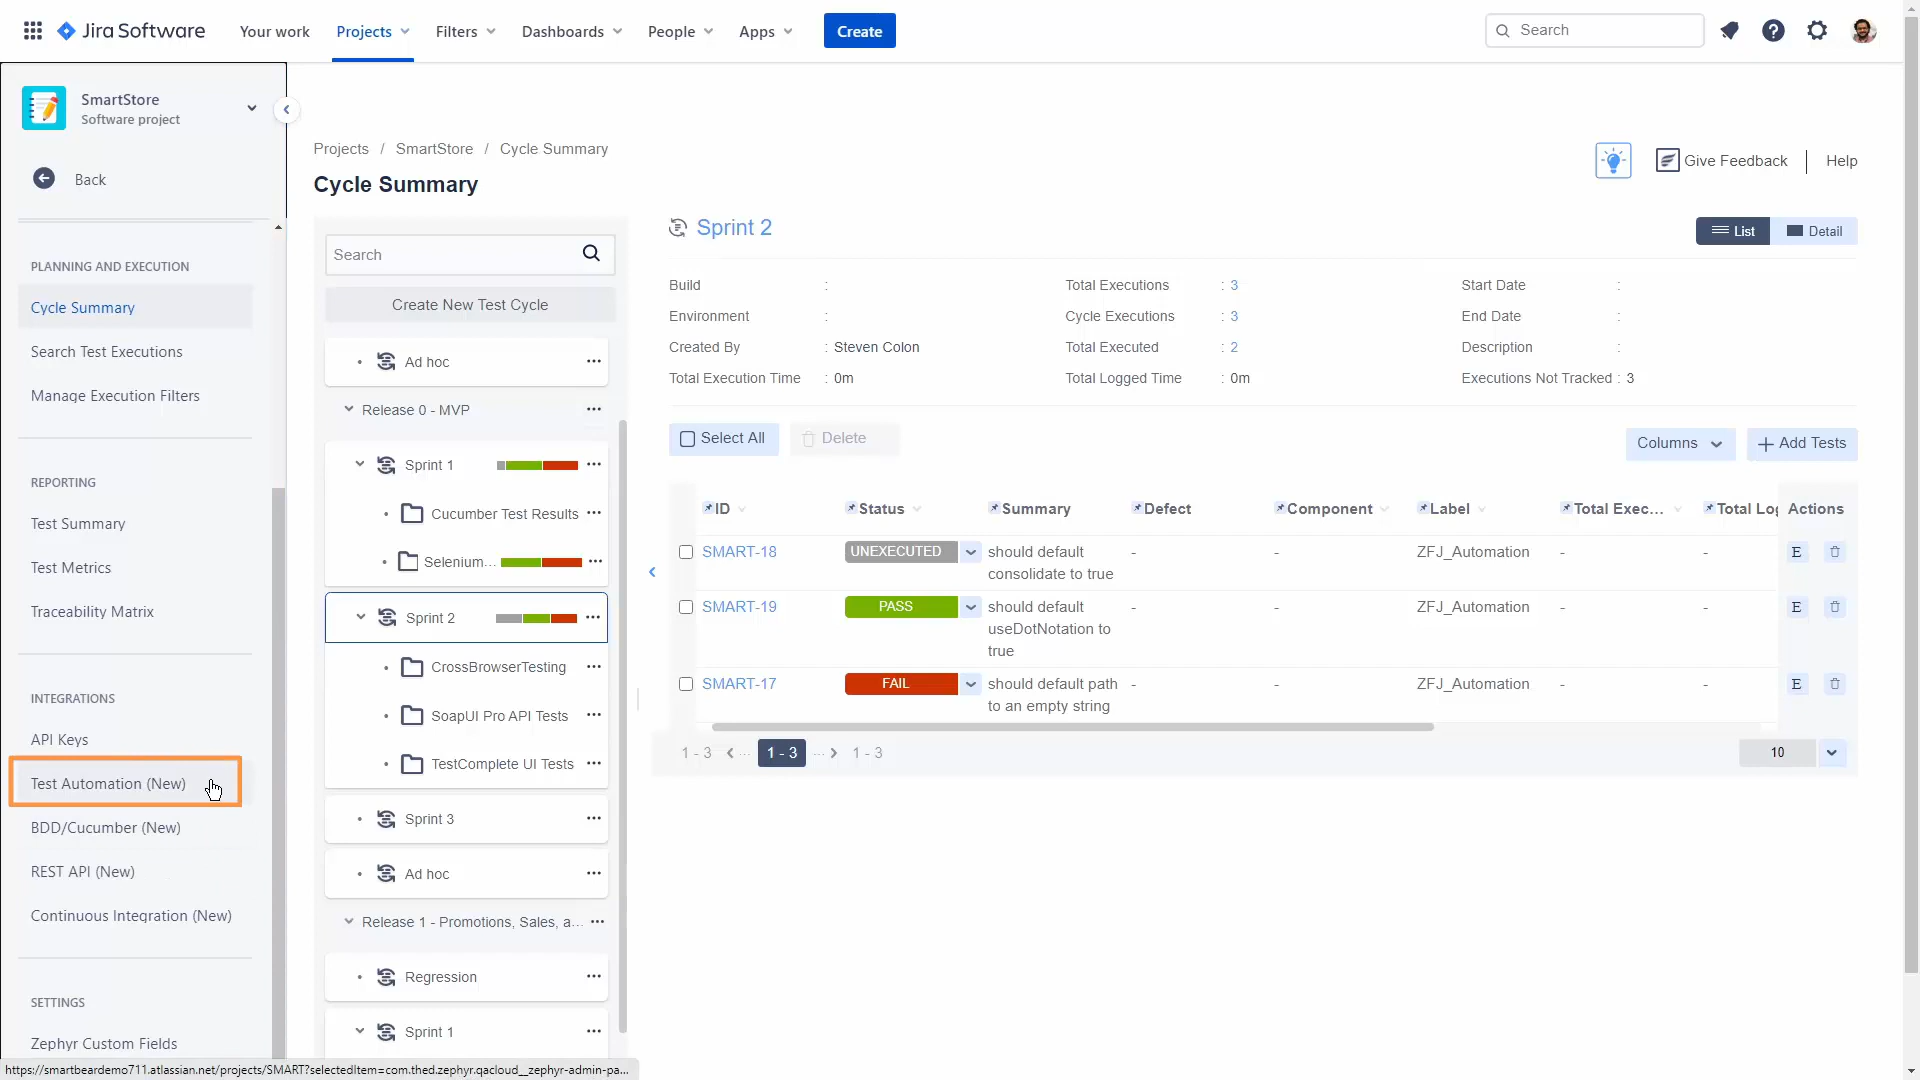 Jira Software
Your work
Projects
Filters
Dashboards
People
Apps
Create
Search
SmartStore
Software project
Back
PLANNING AND EXECUTION
Cycle Summary
Search Test Executions
Manage Execution Filters
REPORTING
Test Summary
Test Metrics
Traceability Matrix
INTEGRATIONS
API Keys
Test Automation (New)
BDD/Cucumber (New)
REST API (New)
Continuous Integration (New)
SETTINGS
Zephyr Custom Fields
https://smartbeardemo711.atlassian.net/projects/SMART?selectedItem=com.thed.zephyr.qacloud__zephyr-admin-pa...
Projects / SmartStore / Cycle Summary
Cycle Summary
Give Feedback
Help
Search
Create New Test Cycle
Ad hoc
Release 0 - MVP
Sprint 1
Cucumber Test Results
Selenium...
Sprint 2
CrossBrowserTesting
SoapUI Pro API Tests
TestComplete UI Tests
Sprint 3
Ad hoc
Release 1 - Promotions, Sales, a...
Regression
Sprint 1
Sprint 2
List
Detail
Build : Total Executions : 3 Start Date :
Environment : Cycle Executions : 3 End Date :
Created By : Steven Colon Total Executed : 2 Description :
Total Execution Time : 0m Total Logged Time : 0m Executions Not Tracked : 3
Select All
Delete
Columns
Add Tests
ID Status Summary Defect Component Label Total Exec... Total Log Actions
SMART-18 UNEXECUTED should default - - ZFJ_Automation - - E
consolidate to true
SMART-19 PASS should default - - ZFJ_Automation - - E
useDotNotation to
true
SMART-17 FAIL should default path - - ZFJ_Automation - - E
to an empty string
1 - 3 ... 1 - 3 ... 1 - 3
10